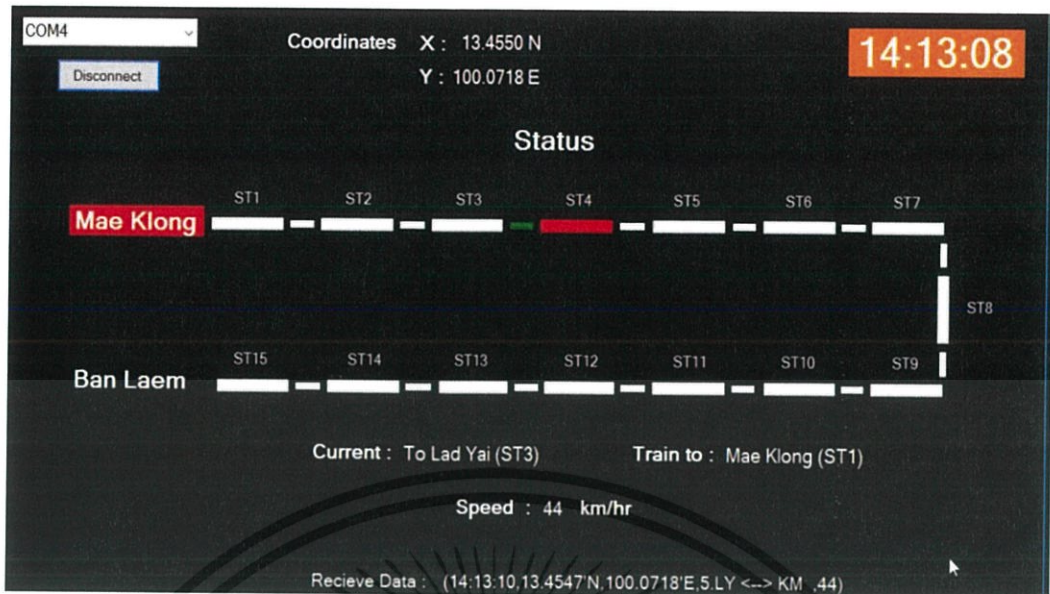 COM4
Coordinates X : 13.4550 N
14:13:08
Disconnect
Y : 100.0718 E
Status
ST1 ST2 ST3 ST4 ST5 ST6 ST7
Mae Klong
ST8
ST15 ST14 ST13 ST12 ST11 ST10 ST9
Ban Laem
Current : To Lad Yai (ST3) Train to : Mae Klong (ST1)
Speed : 44 km/hr
Recieve Data : (14:13:10,13.4547'N,100.0718'E,5.LY <--> KM ,44)